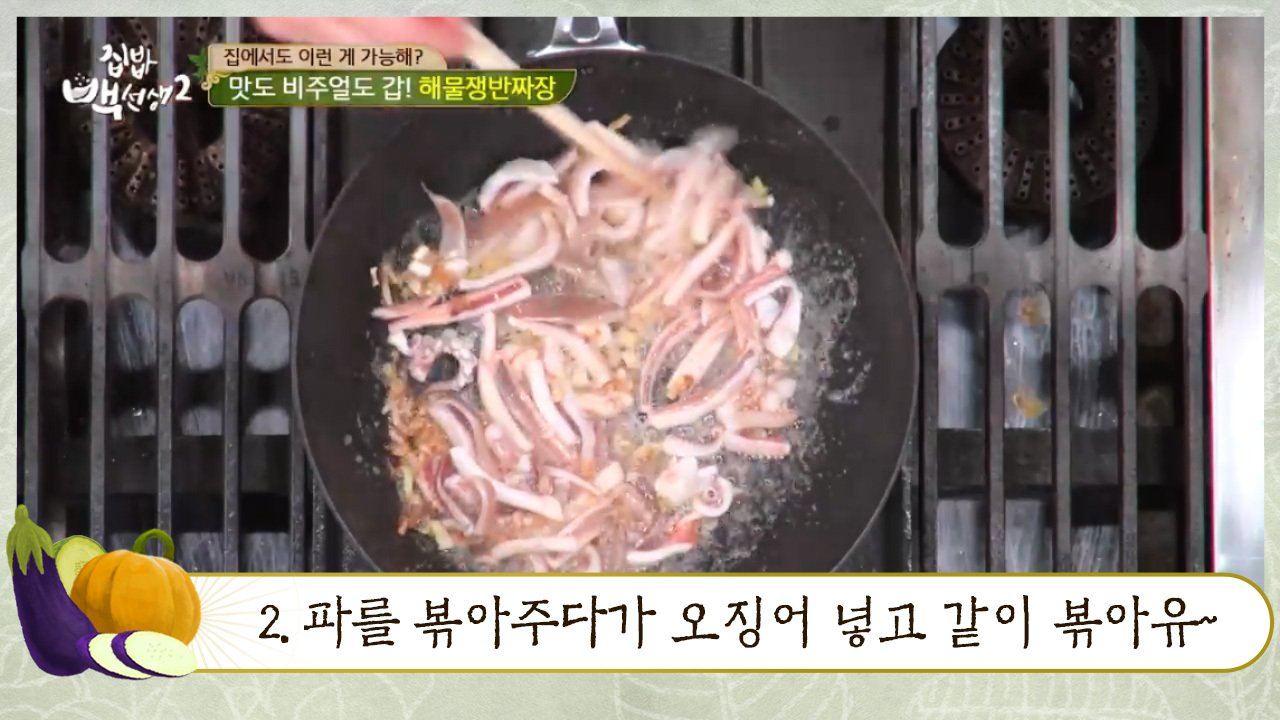 집밥
백선생2
집에서도 이런 게 가능해?
맛도 비주얼도 갑! 해물쟁반짜장
2. 파를 볶아주다가 오징어 넣고 같이 볶아유~